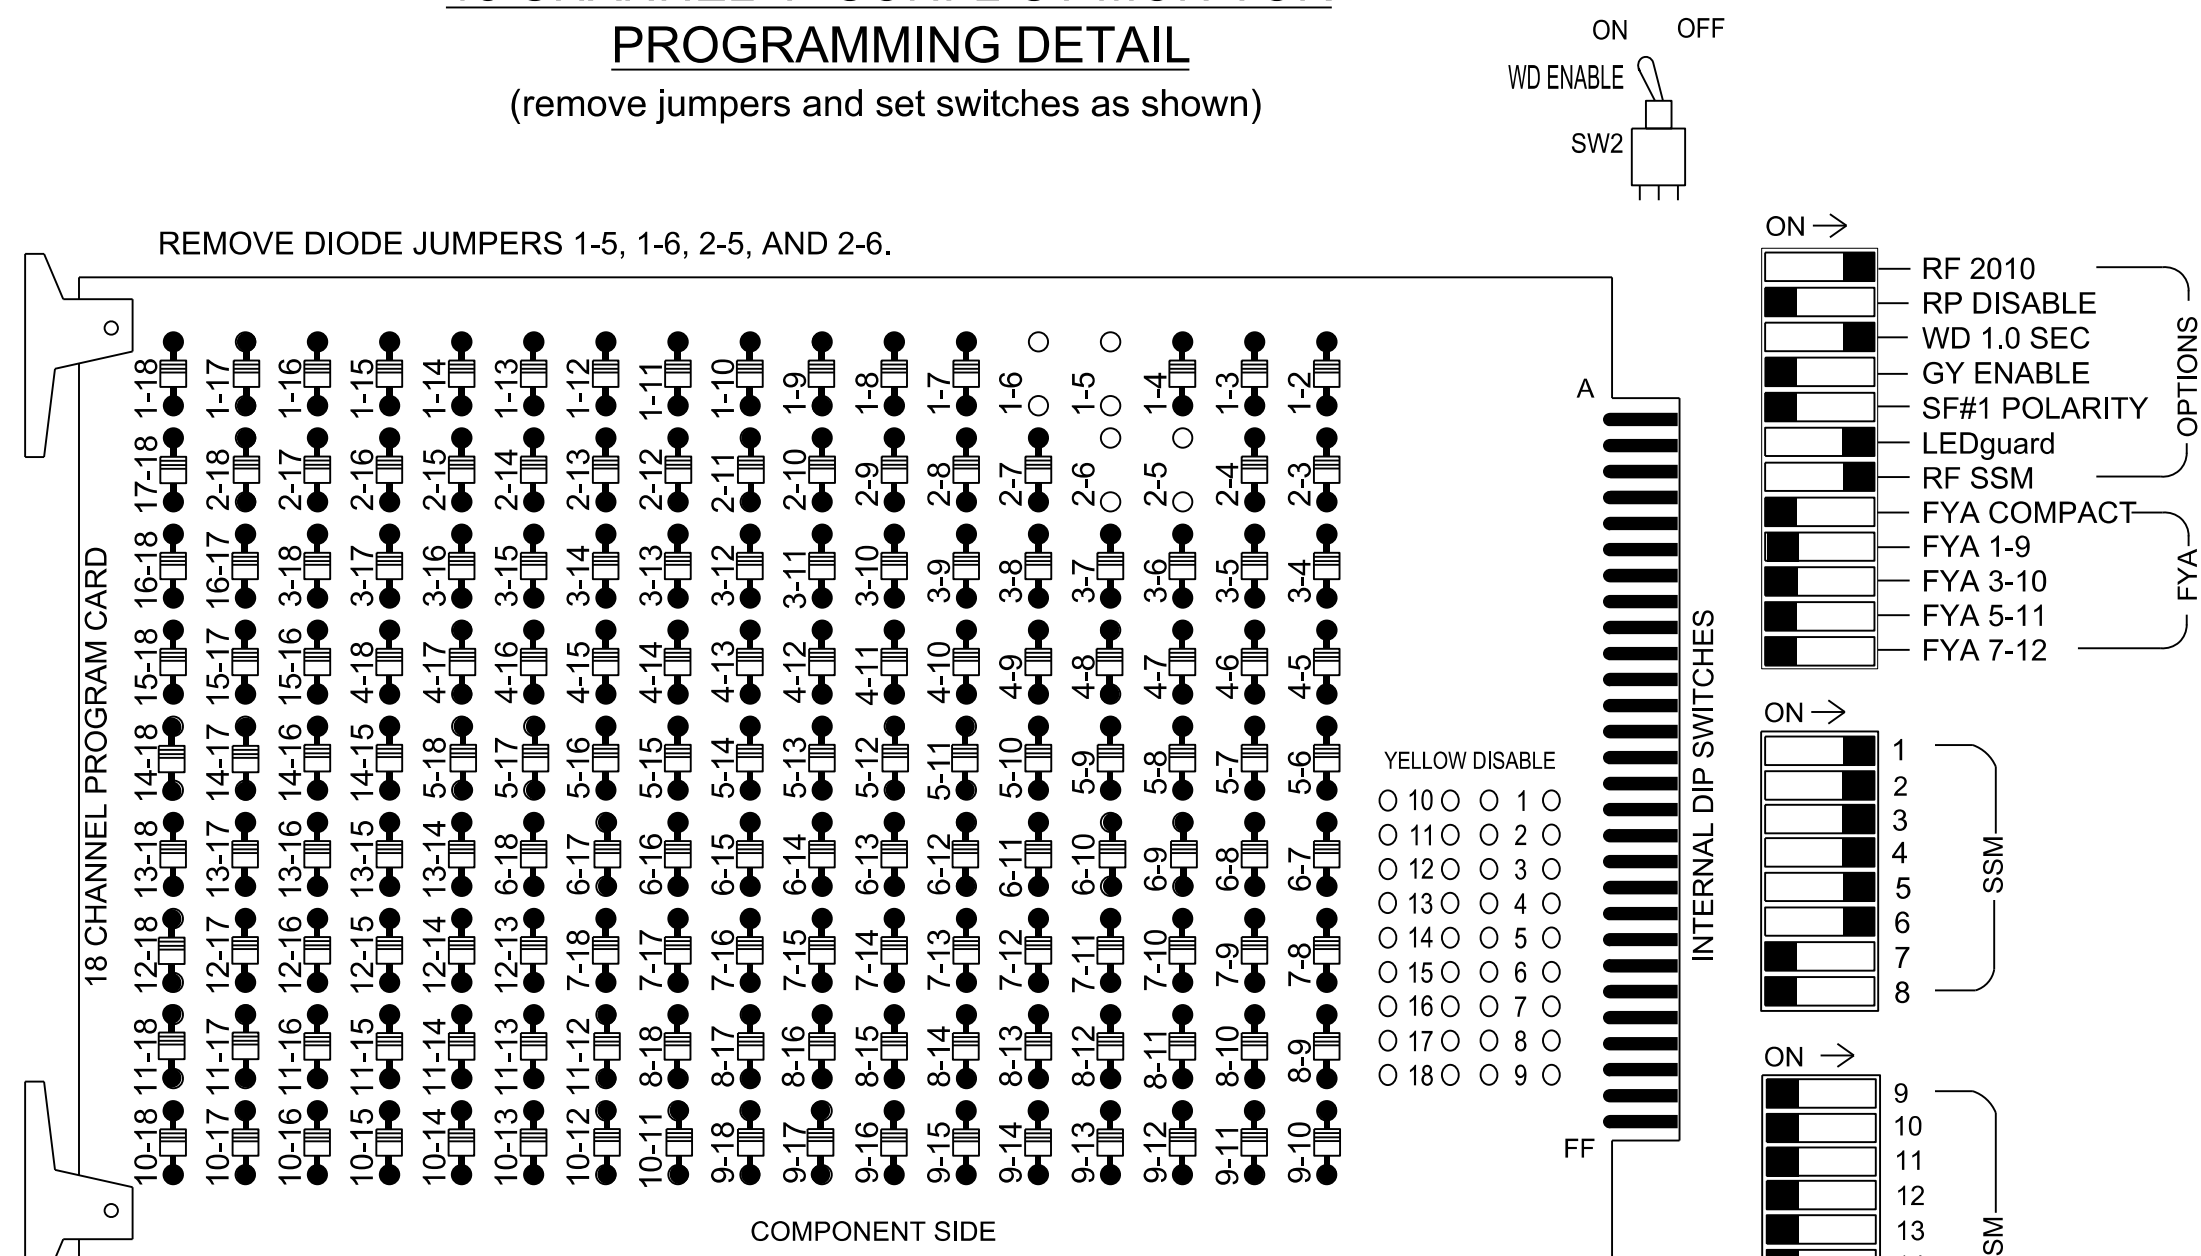 PROGRAMMING DETAIL
(remove jumpers and set switches as shown)
ON OFF
WD ENABLE
SW2
REMOVE DIODE JUMPERS 1-5, 1-6, 2-5, AND 2-6.
18 CHANNEL PROGRAM CARD
1-18 1-17 1-16 1-15 1-14 1-13 1-12 1-11 1-10 1-9 1-8 1-7 1-6 1-5 1-4 1-3 1-2
17-18 2-18 2-17 2-16 2-15 2-14 2-13 2-12 2-11 2-10 2-9 2-8 2-7 2-6 2-5 2-4 2-3
16-18 16-17 3-18 3-17 3-16 3-15 3-14 3-13 3-12 3-11 3-10 3-9 3-8 3-7 3-6 3-5 3-4
15-18 15-17 15-16 4-18 4-17 4-16 4-15 4-14 4-13 4-12 4-11 4-10 4-9 4-8 4-7 4-6 4-5
14-18 14-17 14-16 14-15 5-18 5-17 5-16 5-15 5-14 5-13 5-12 5-11 5-10 5-9 5-8 5-7 5-6
13-18 13-17 13-16 13-15 13-14 6-18 6-17 6-16 6-15 6-14 6-13 6-12 6-11 6-10 6-9 6-8 6-7
12-18 12-17 12-16 12-15 12-14 12-13 7-18 7-17 7-16 7-15 7-14 7-13 7-12 7-11 7-10 7-9 7-8
11-18 11-17 11-16 11-15 11-14 11-13 11-12 8-18 8-17 8-16 8-15 8-14 8-13 8-12 8-11 8-10 8-9
10-18 10-17 10-16 10-15 10-14 10-13 10-12 10-11 9-18 9-17 9-16 9-15 9-14 9-13 9-12 9-11 9-10
COMPONENT SIDE
YELLOW DISABLE
10 1
11 2
12 3
13 4
14 5
15 6
16 7
17 8
18 9
A
FF
INTERNAL DIP SWITCHES
ON
RF 2010
RP DISABLE
WD 1.0 SEC
GY ENABLE
SF#1 POLARITY
LEDguard
RF SSM
OPTIONS
FYA COMPACT
FYA 1-9
FYA 3-10
FYA 5-11
FYA 7-12
FYA
ON
1
2
3
4
5
6
7
8
SSM
ON
9
10
11
12
13